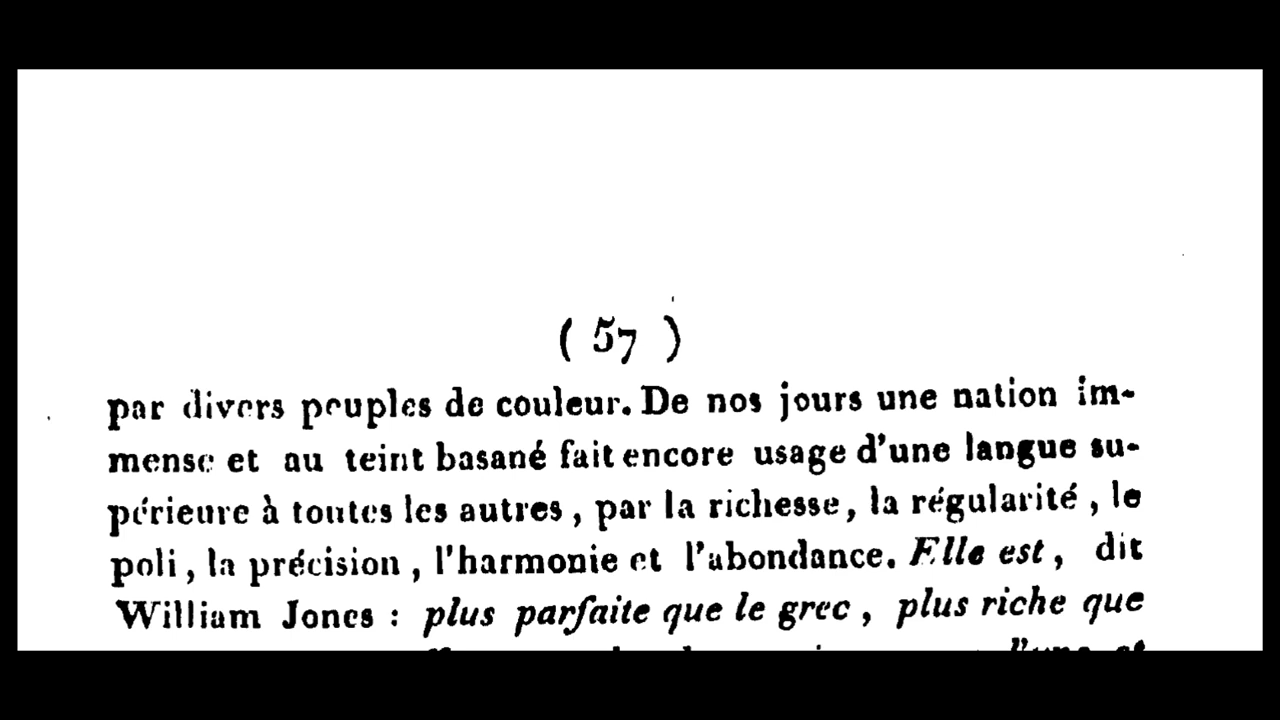 ( 57 )
par divers peuples de couleur. De nos jours une nation im-
mense et au teint basané fait encore usage d'une langue su-
périeure à toutes les autres, par la richesse, la régularité, le
poli, la précision, l'harmonie et l'abondance. Elle est, dit
William Jones : plus parfaite que le grec, plus riche que